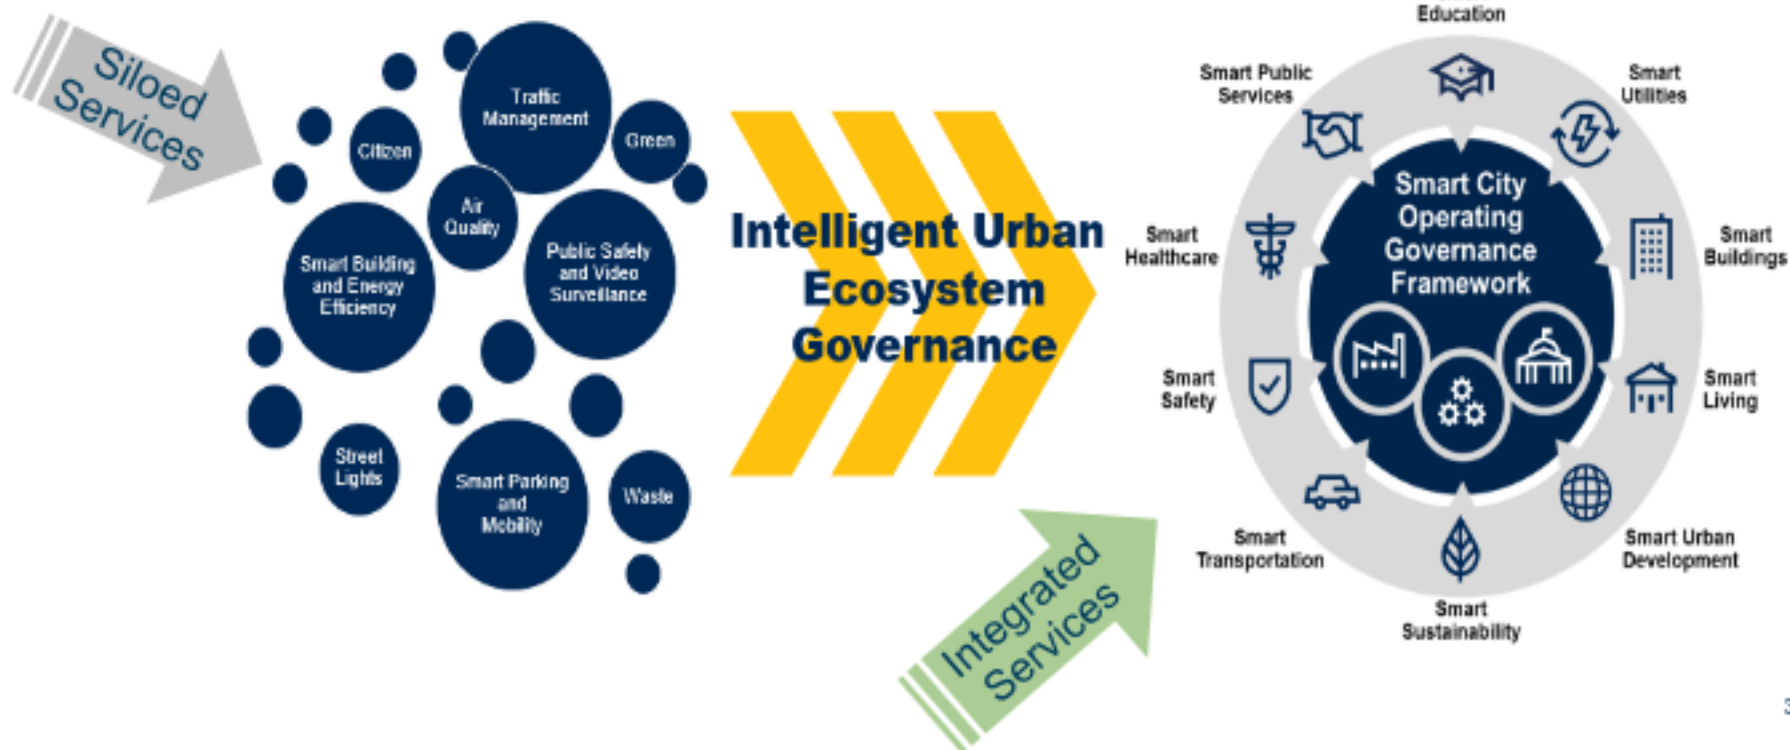 Siloed
Services
Traffic
Management
Citizen
Green
Air
Quality
Smart Building
and Energy
Efficiency
Public Safety
and Video
Surveillance
Street
Lights
Smart Parking
and
Mobility
Waste
Intelligent Urban
Ecosystem
Governance
Integrated
Services
Education
Smart Public
Services
Smart
Utilities
Smart City
Operating
Governance
Framework
Smart
Healthcare
Smart
Buildings
Smart
Safety
Smart
Living
Smart
Transportation
Smart Urban
Development
Smart
Sustainability
3